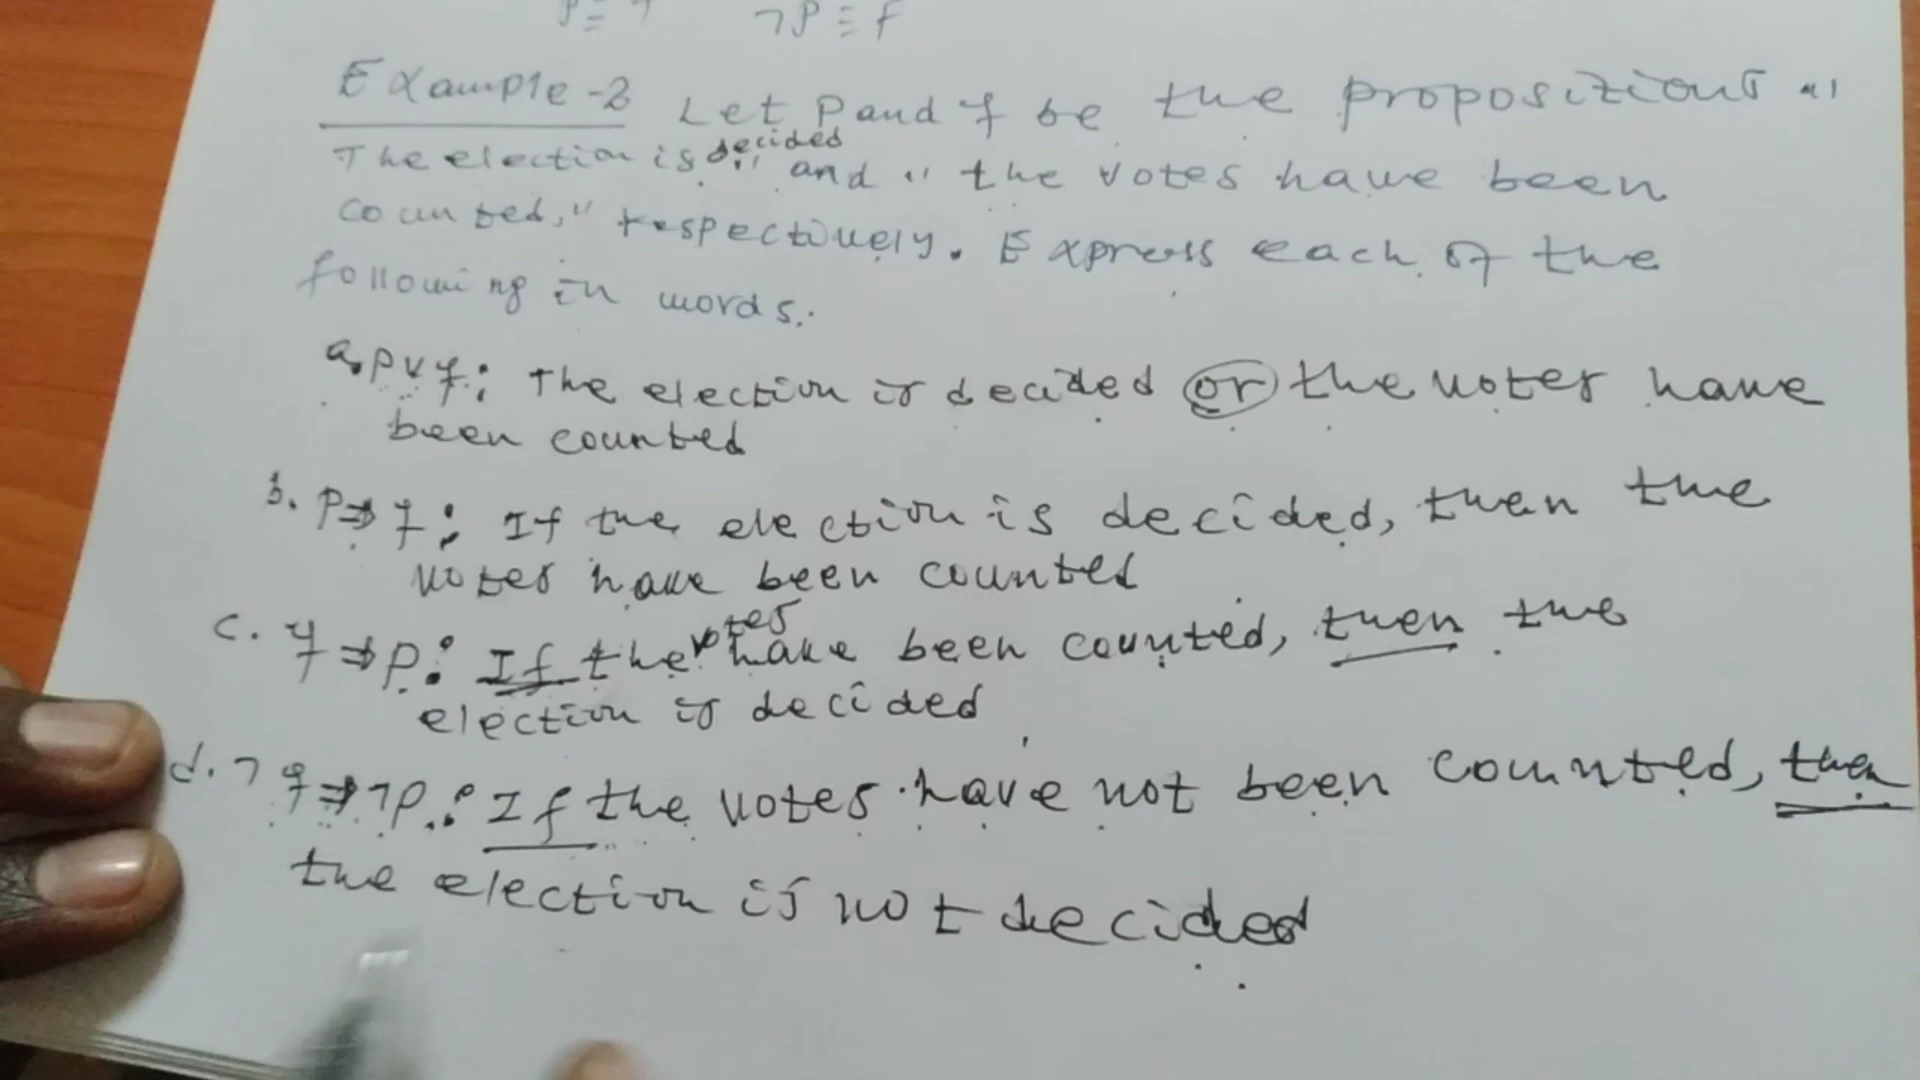 ¬P ≡ F
Example-2 Let P and q be the propositions "
The election is decided" and "the votes have been
counted," respectively. Express each of the
following in words.
a. p∨q: The election is decided or the votes have
been counted
b. P⇒q: If the election is decided, then the
votes have been counted
c. q⇒p: If the votes have been counted, then the
election is decided
d. ¬q⇒¬p: If the votes have not been counted, then
the election is not decided